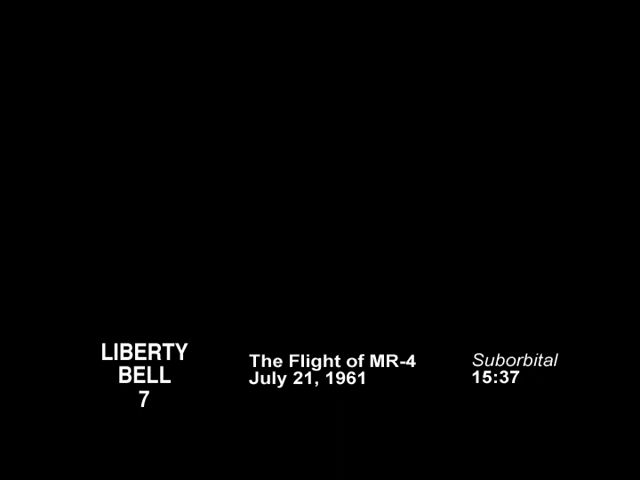 LIBERTY
BELL
7
The Flight of MR-4
July 21, 1961
Suborbital
15:37